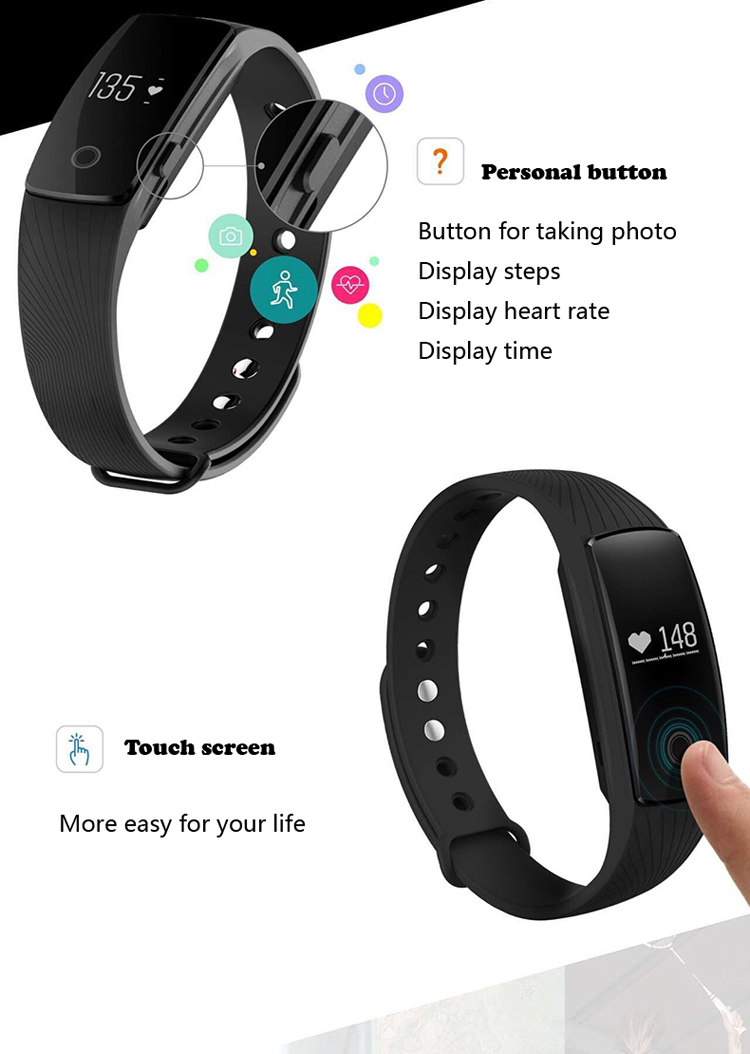 135
?
Personal button
Button for taking photo
Display steps
Display heart rate
Display time
148
Touch screen
More easy for your life